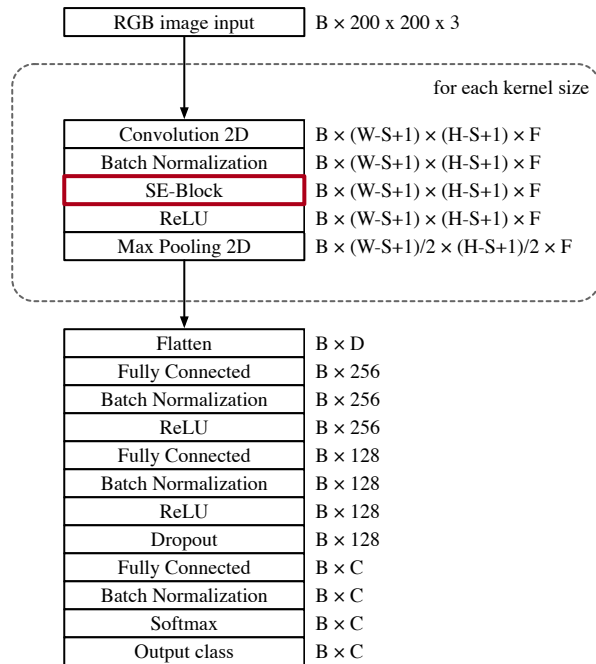 RGB image input B × 200 x 200 x 3
for each kernel size
Convolution 2D B × (W-S+1) × (H-S+1) × F
Batch Normalization B × (W-S+1) × (H-S+1) × F
SE-Block B × (W-S+1) × (H-S+1) × F
ReLU B × (W-S+1) × (H-S+1) × F
Max Pooling 2D B × (W-S+1)/2 × (H-S+1)/2 × F
Flatten B × D
Fully Connected B × 256
Batch Normalization B × 256
ReLU B × 256
Fully Connected B × 128
Batch Normalization B × 128
ReLU B × 128
Dropout B × 128
Fully Connected B × C
Batch Normalization B × C
Softmax B × C
Output class B × C